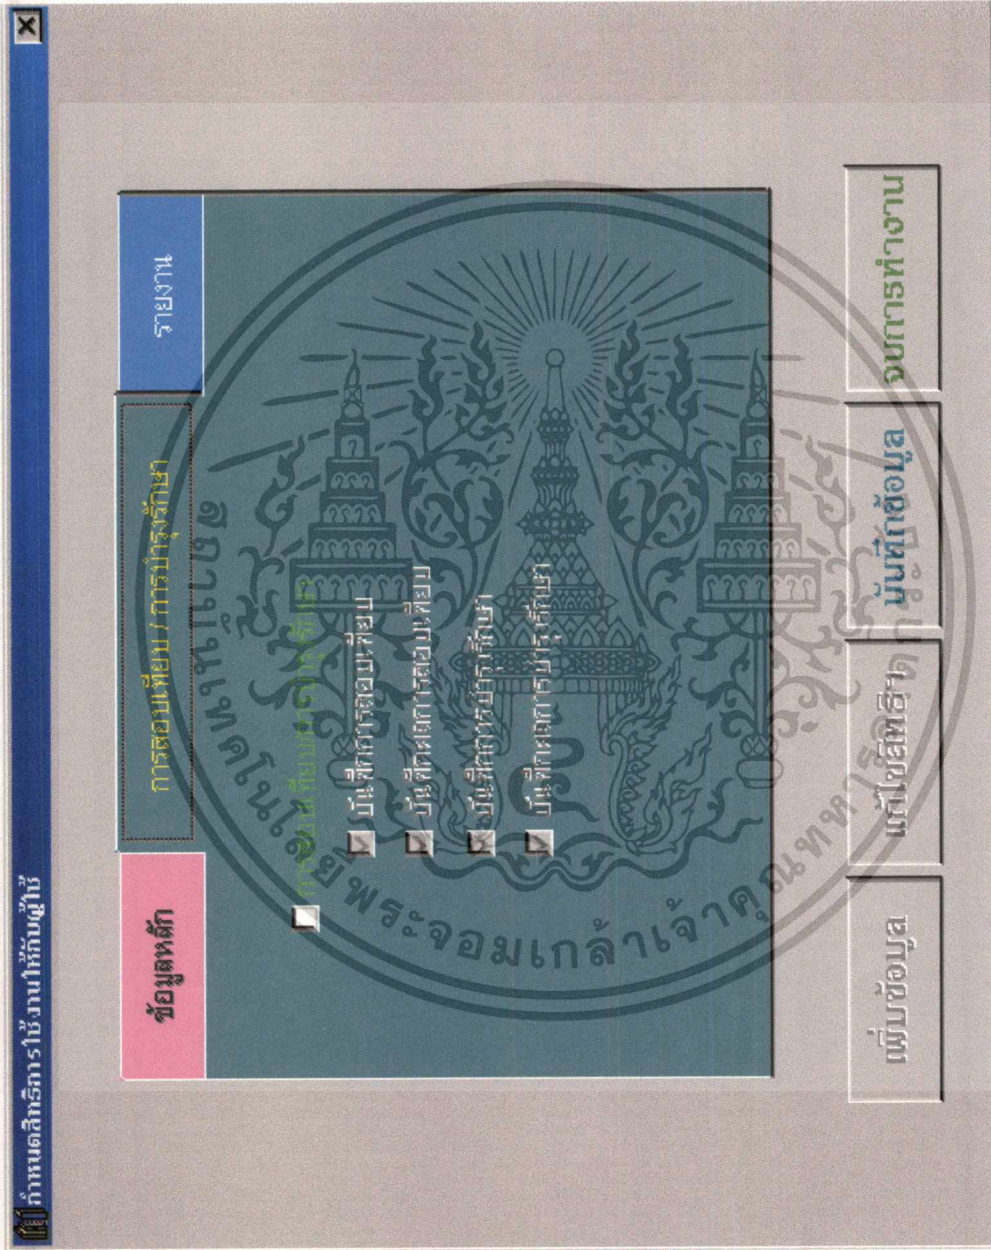 กำหนดสิทธิการใช้งานให้กับผู้ใช้
ข้อมูลหลัก
การสอบเทียบ / การบำรุงรักษา
รายงาน
การสอบเทียบและบำรุงรักษา
บันทึกการสอบเทียบ
บันทึกผลการสอบเทียบ
บันทึกการบำรุงรักษา
บันทึกผลการบำรุงรักษา
เพิ่มข้อมูล
แก้ไขสิทธิ
บันทึกข้อมูล
จบการทำงาน
สถาบันเทคโนโลยีพระจอมเกล้าเจ้าคุณทหารลาดกระบัง